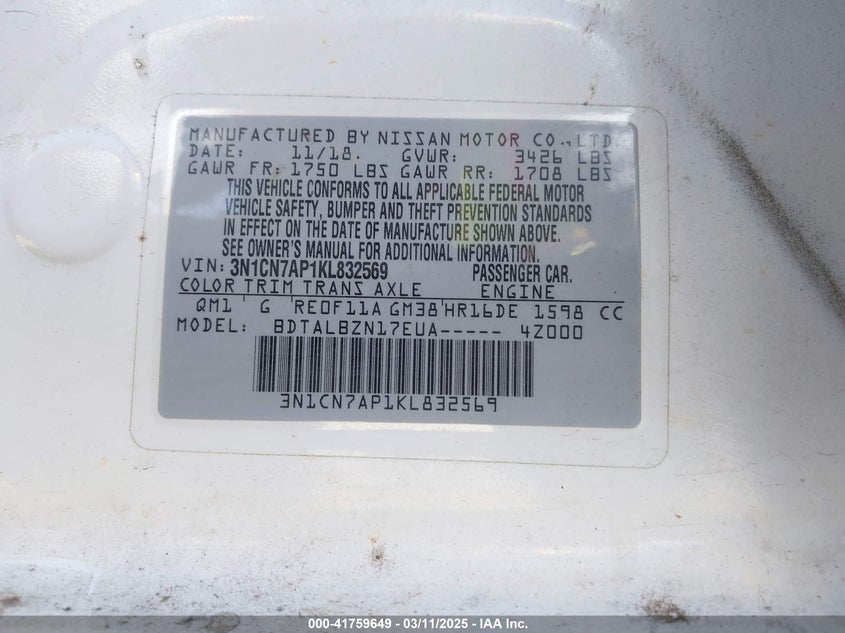 MANUFACTURED BY NISSAN MOTOR CO., LTD.
DATE: 11/18. GVWR: 3426 LBS
GAWR FR: 1750 LBS GAWR RR: 1708 LBS
THIS VEHICLE CONFORMS TO ALL APPLICABLE FEDERAL MOTOR
VEHICLE SAFETY, BUMPER AND THEFT PREVENTION STANDARDS
IN EFFECT ON THE DATE OF MANUFACTURE SHOWN ABOVE.
SEE OWNER'S MANUAL FOR ADDITIONAL INFORMATION.
VIN: 3N1CN7AP1KL832569 PASSENGER CAR.
COLOR TRIM TRANS AXLE ENGINE
QM1 G RE0F11A GM38 HR16DE 1598 CC
MODEL: BDTALBZN17EUA----- 4Z000
3N1CN7AP1KL832569
000-41759649 - 03/11/2025 - IAA Inc.